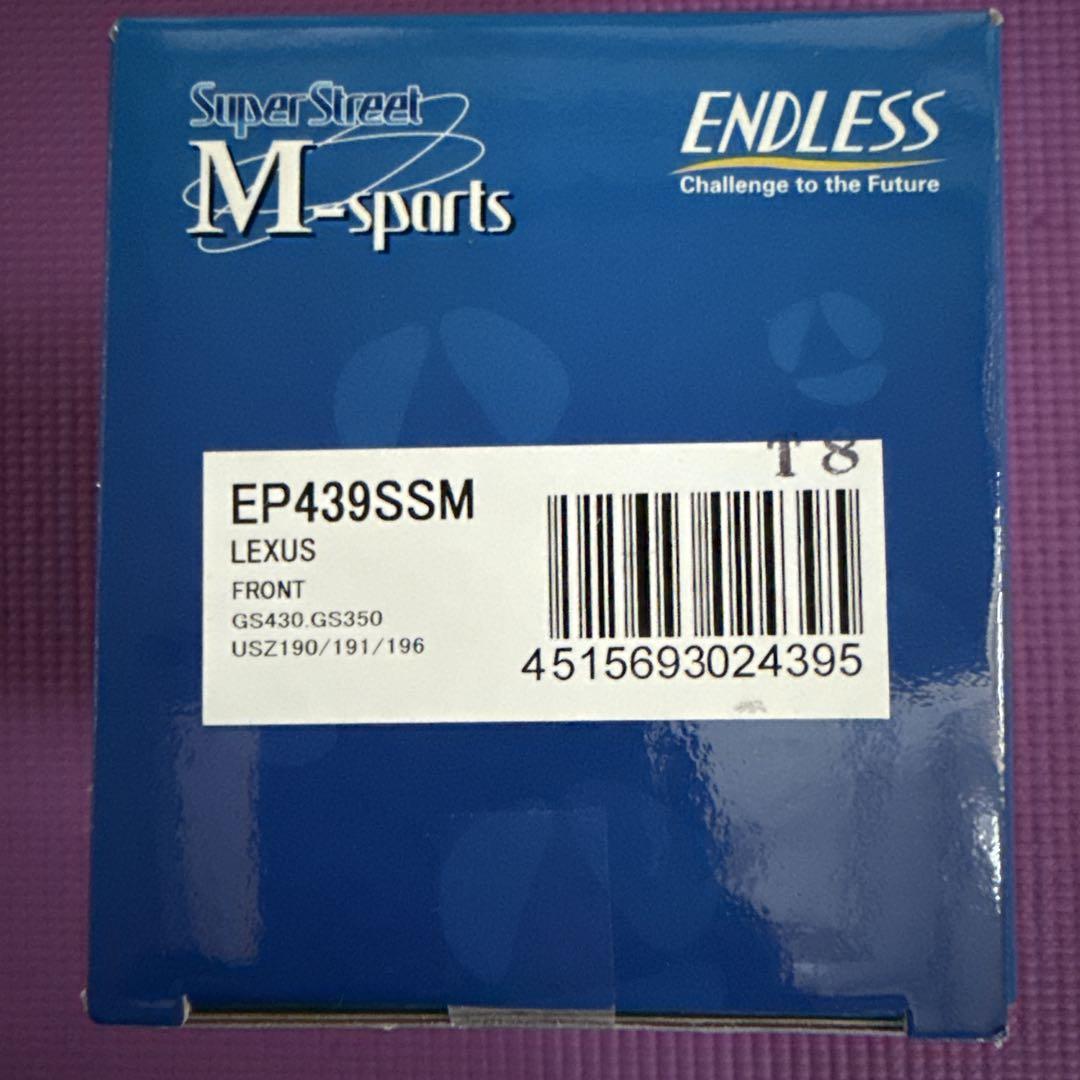 Super Street
M-sports
ENDLESS
Challenge to the Future
T8
EP439SSM
LEXUS
FRONT
GS430.GS350
USZ190/191/196
4515693024395